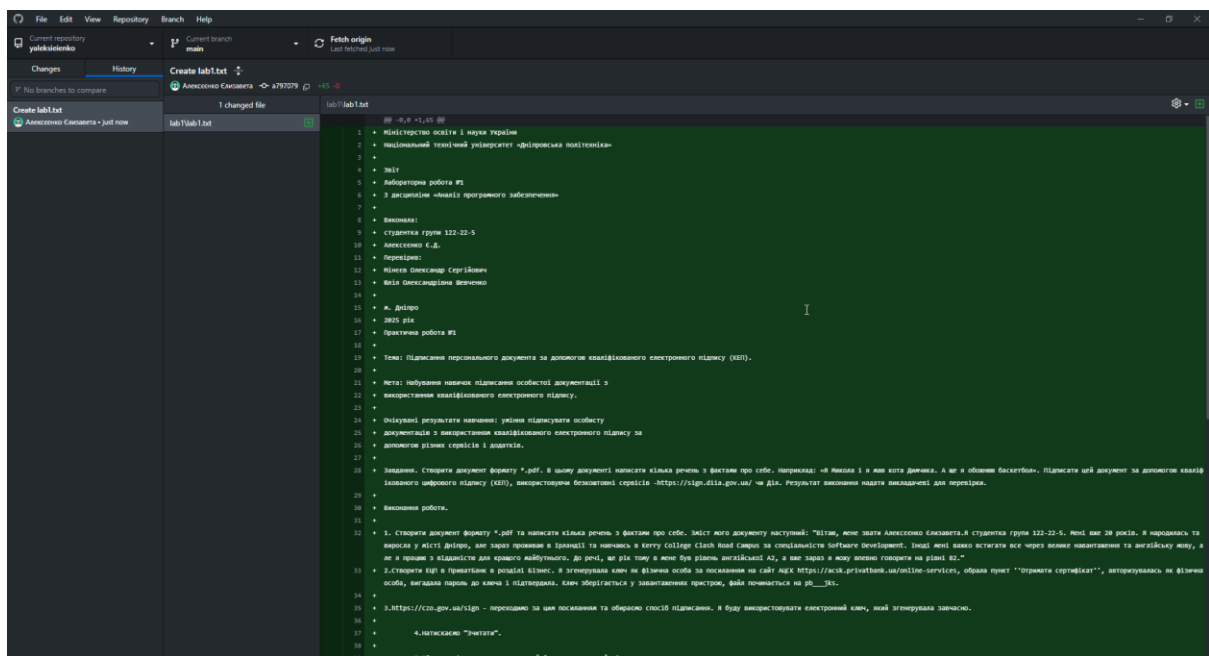 File Edit View Repository Branch Help
Current repository
yaleksieienko
Current branch
main
Fetch origin
Last fetched just now
Changes History
No branches to compare
Create lab1.txt
Алексеєнко Єлизавета • just now
Create lab1.txt
Алексеєнко Єлизавета a797079 +65 -0
1 changed file
lab1\lab1.txt
lab1\lab1.txt
@@ -0,0 +1,65 @@
1 + Міністерство освіти і науки України
2 + Національний технічний університет «Дніпровська політехніка»
3 +
4 + Звіт
5 + Лабораторна робота №1
6 + З дисципліни «Аналіз програмного забезпечення»
7 +
8 + Виконала:
9 + студентка групи 122-22-5
10 + Алексеєнко Є.Д.
11 + Перевірив:
12 + Мінєєв Олександр Сергійович
13 + Юлія Олександрівна Шевченко
14 +
15 + м. Дніпро
16 + 2025 рік
17 + Практична робота №1
18 +
19 + Тема: Підписання персонального документа за допомогою кваліфікованого електронного підпису (КЕП).
20 +
21 + Мета: Набування навичок підписання особистої документації з
22 + використанням кваліфікованого електронного підпису.
23 +
24 + Очікувані результати навчання: уміння підписувати особисту
25 + документацію з використанням кваліфікованого електронного підпису за
26 + допомогою різних сервісів і додатків.
27 +
28 + Завдання. Створити документ формату *.pdf. В цьому документі написати кілька речень з фактами про себе. Наприклад: «Я Микола і я маю кота Димчика. А ще я обожнюю баскетбол». Підписати цей документ за допомогою кваліф
ікованого цифрового підпису (КЕП), використовуючи безкоштовні сервісів -https://sign.diia.gov.ua/ чи Дія. Результат виконання надати викладачеві для перевірки.
29 +
30 + Виконання роботи.
31 +
32 + 1. Створити документ формату *.pdf та написати кілька речень з фактами про себе. Зміст мого документу наступний: "Вітаю, мене звати Алексеєнко Єлизавета.Я студентка групи 122-22-5. Мені вже 20 років. Я народилась та
виросла у місті Дніпро, але зараз проживаю в Ірландії та навчаюсь в Kerry College Clash Road Campus за спеціальністю Software Development. Іноді мені важко встигати все через велике навантаження та англійську мову, а
ле я працюю з відданістю для кращого майбутнього. До речі, ще рік тому в мене був рівень англійської А2, а вже зараз я можу впевнено говорити на рівні В2."
33 + 2.Створити ЕЦП в ПриватБанк в розділі Бізнес. Я згенерувала ключ як фізична особа за посиланням на сайт АЦСК https://acsk.privatbank.ua/online-services, обрала пункт ''Отримати сертифікат'', авторизувалась як фізична
особа, вигадала пароль до ключа і підтвердила. Ключ зберігається у завантаженнях пристрою, файл починається на pb___jks.
34 +
35 + 3.https://czo.gov.ua/sign - переходимо за цим посиланням та обираємо спосіб підписання. Я буду використовувати електронний ключ, який згенерувала завчасно.
36 +
37 + 4.Натискаємо "Зчитати".
38 +